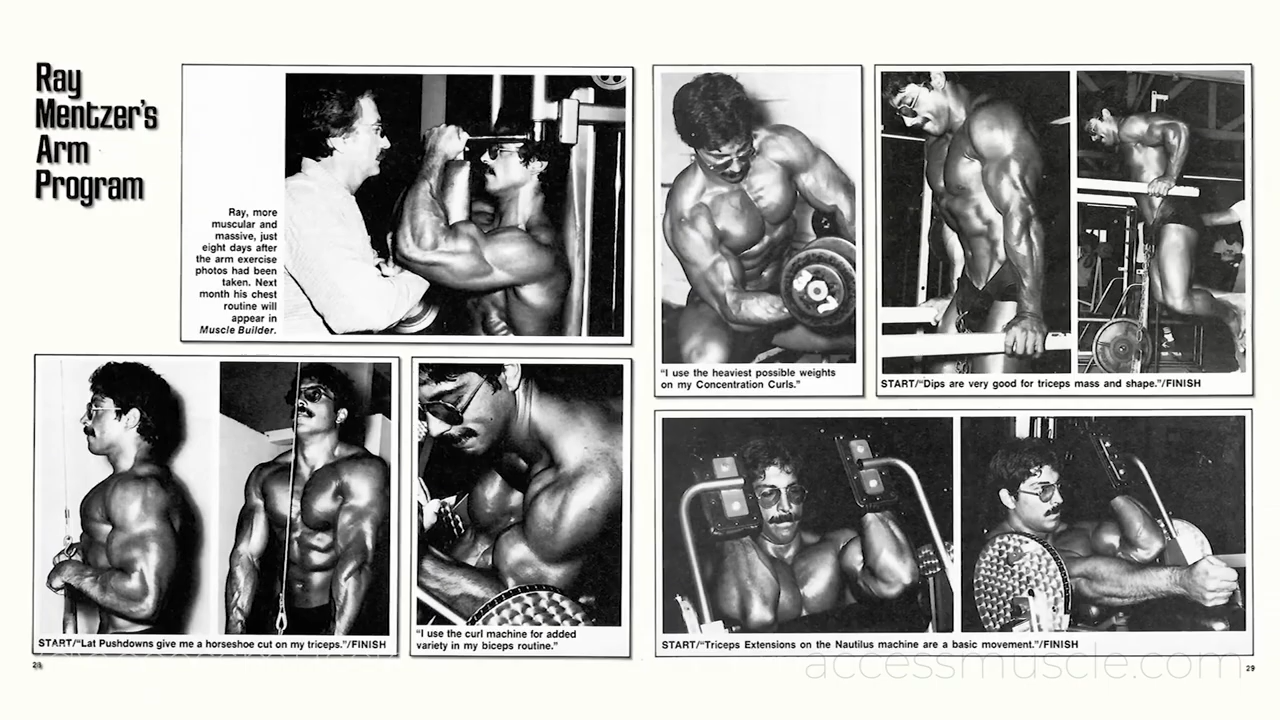 Ray
Mentzer's
Arm
Program
Ray, more
muscular and
massive, just
eight days after
the arm exercise
photos had been
taken. Next
month his chest
routine will
appear in
Muscle Builder.
START/"Lat Pushdowns give me a horseshoe cut on my triceps."/FINISH
"I use the curl machine for added
variety in my biceps routine."
28
"I use the heaviest possible weights
on my Concentration Curls."
START/"Dips are very good for triceps mass and shape."/FINISH
START/"Triceps Extensions on the Nautilus machine are a basic movement."/FINISH
accessmuscle.com
29